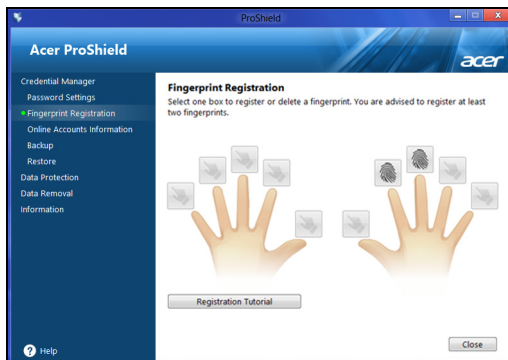 ProShield
Acer ProShield
acer
Credential Manager
Password Settings
Fingerprint Registration
Online Accounts Information
Backup
Restore
Data Protection
Data Removal
Information
Fingerprint Registration
Select one box to register or delete a fingerprint. You are advised to register at least
two fingerprints.
Registration Tutorial
? Help
Close